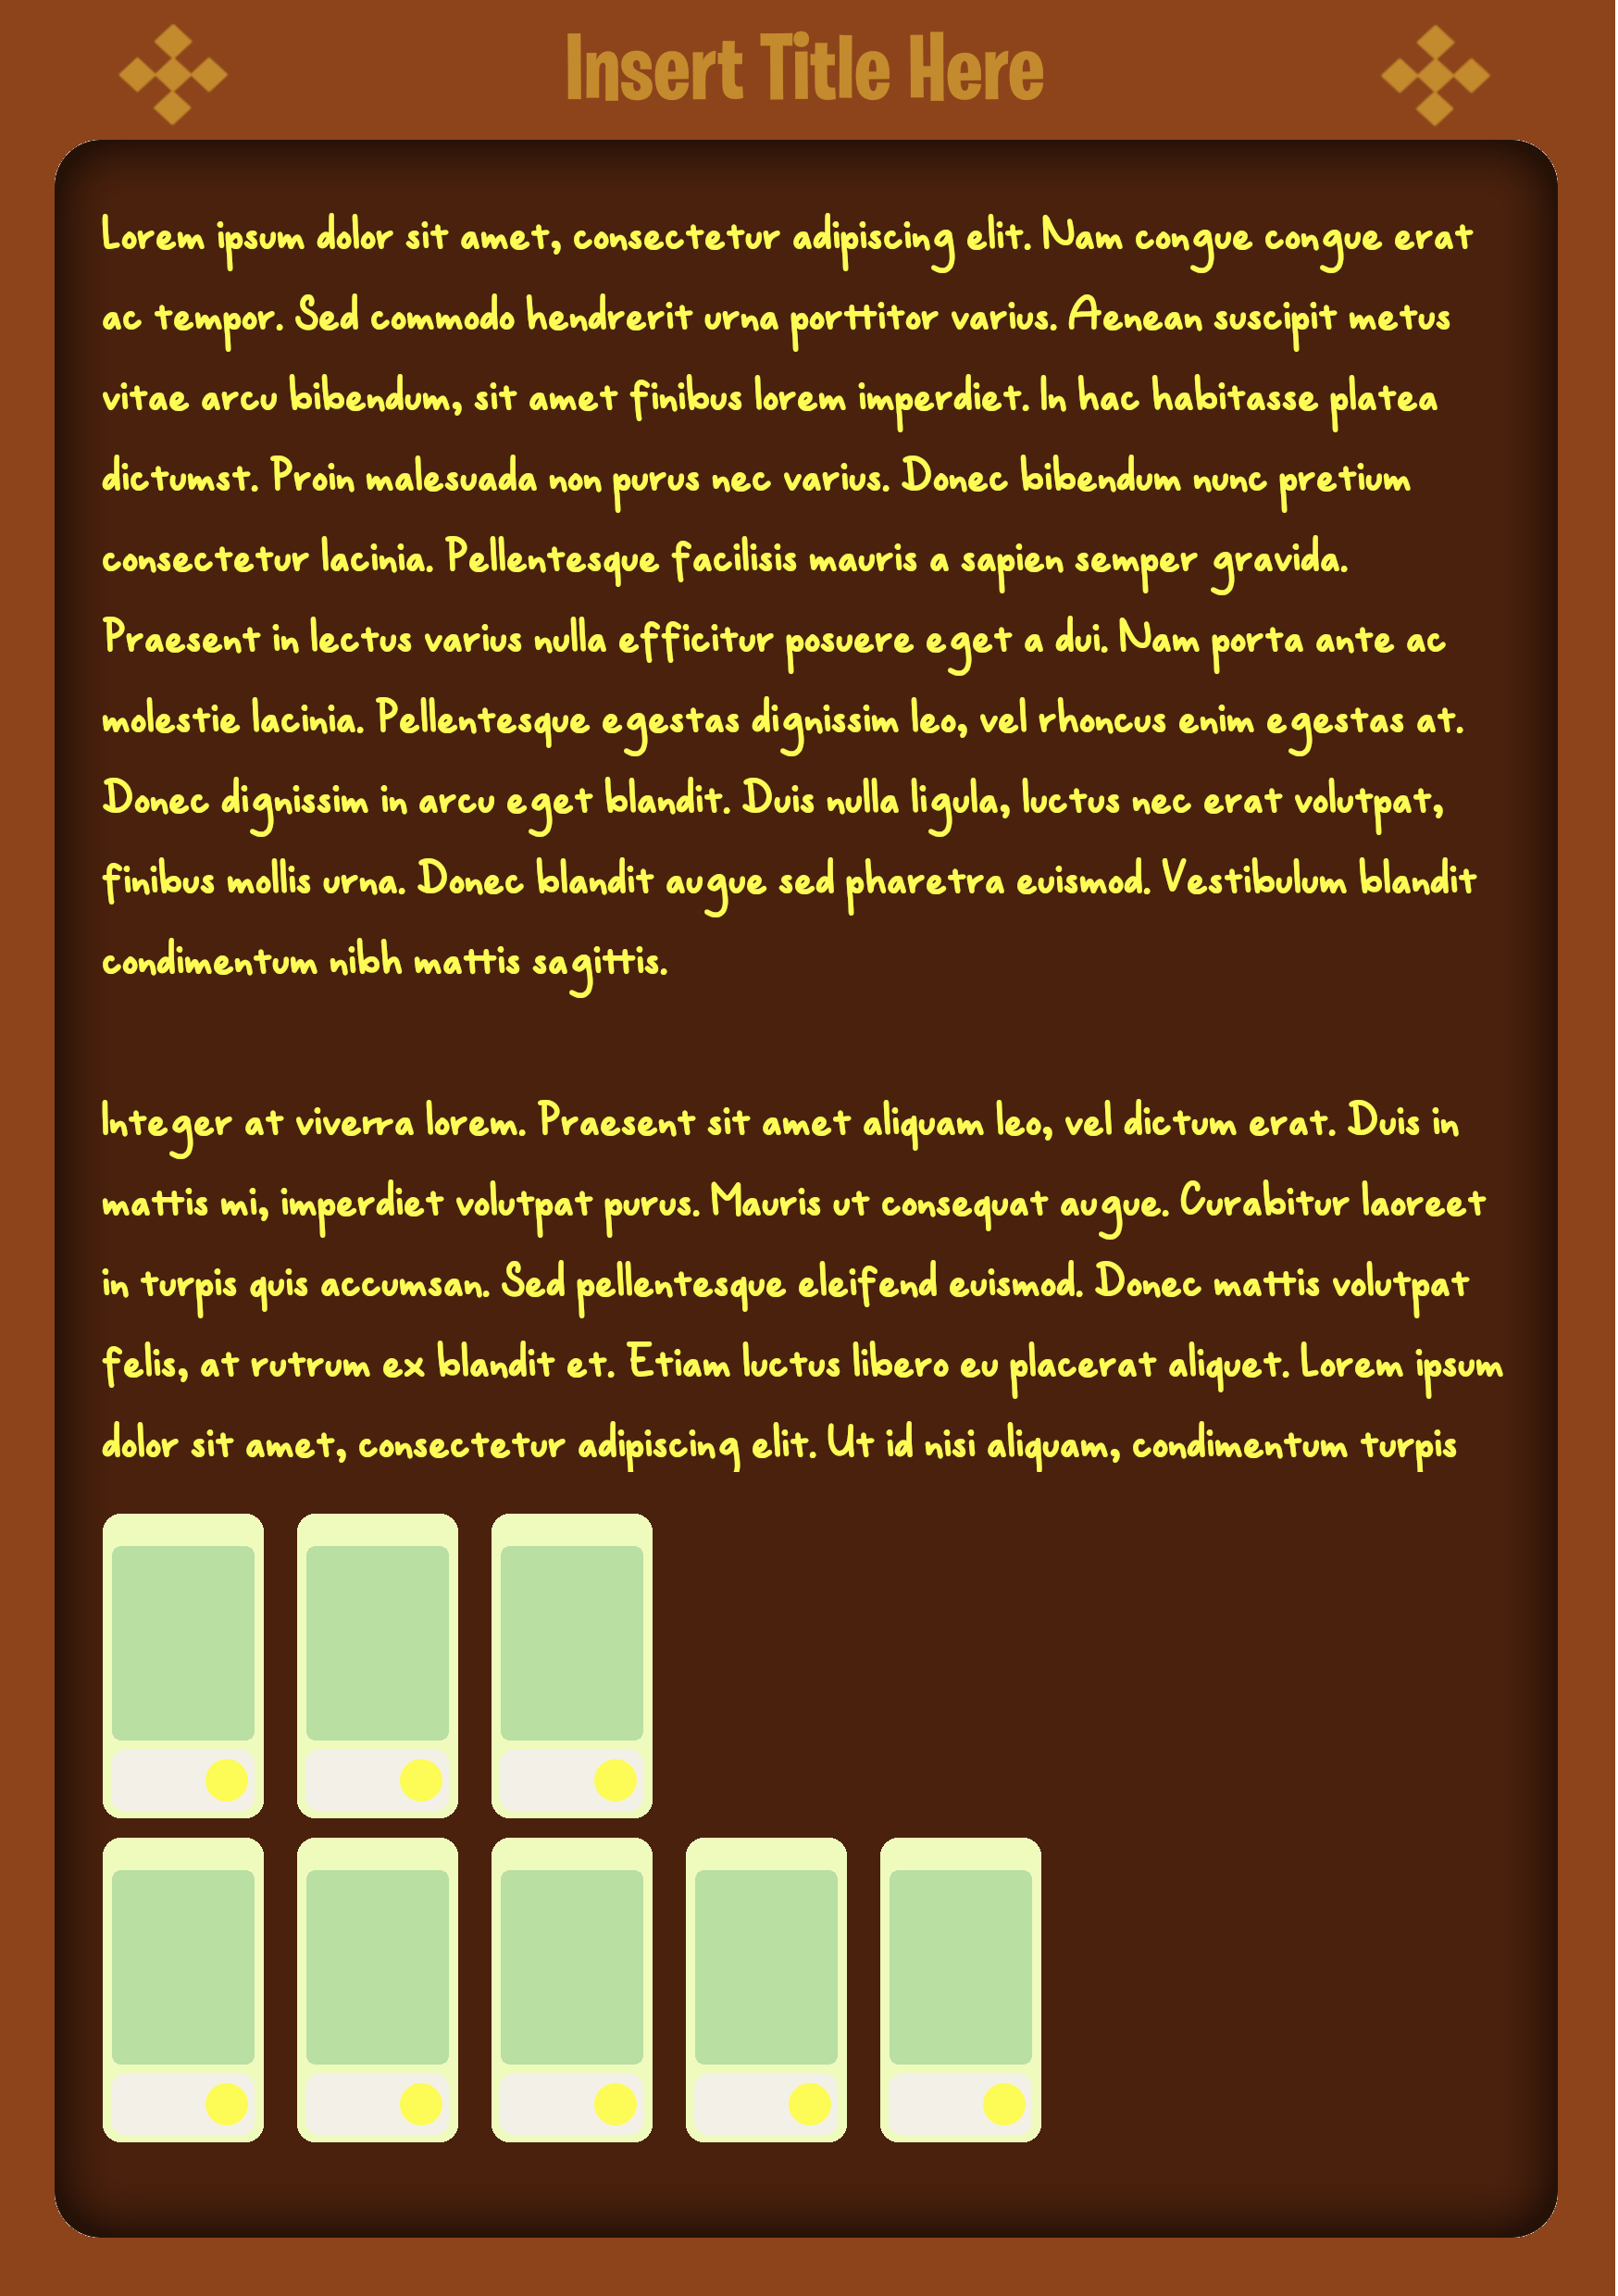 Insert Title Here
Lorem ipsum dolor sit amet, consectetur adipiscing elit. Nam congue congue erat
ac tempor. Sed commodo hendrerit urna porttitor varius. Aenean suscipit metus
vitae arcu bibendum, sit amet finibus lorem imperdiet. In hac habitasse platea
dictumst. Proin malesuada non purus nec varius. Donec bibendum nunc pretium
consectetur lacinia. Pellentesque facilisis mauris a sapien semper gravida.
Praesent in lectus varius nulla efficitur posuere eget a dui. Nam porta ante ac
molestie lacinia. Pellentesque egestas dignissim leo, vel rhoncus enim egestas at.
Donec dignissim in arcu eget blandit. Duis nulla ligula, luctus nec erat volutpat,
finibus mollis urna. Donec blandit augue sed pharetra euismod. Vestibulum blandit
condimentum nibh mattis sagittis.
Integer at viverra lorem. Praesent sit amet aliquam leo, vel dictum erat. Duis in
mattis mi, imperdiet volutpat purus. Mauris ut consequat augue. Curabitur laoreet
in turpis quis accumsan. Sed pellentesque eleifend euismod. Donec mattis volutpat
felis, at rutrum ex blandit et. Etiam luctus libero eu placerat aliquet. Lorem ipsum
dolor sit amet, consectetur adipiscing elit. Ut id nisi aliquam, condimentum turpis